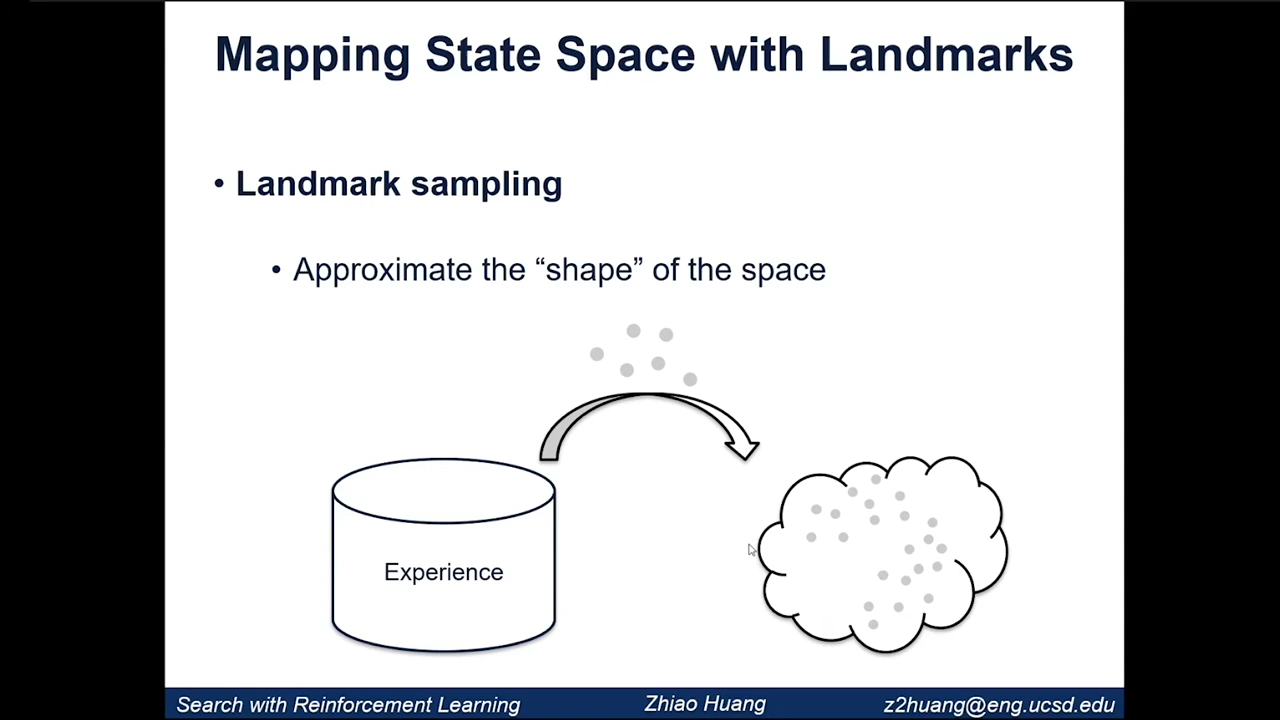 Mapping State Space with Landmarks
• Landmark sampling
• Approximate the “shape” of the space
Experience
Search with Reinforcement Learning
Zhiao Huang
z2huang@eng.ucsd.edu